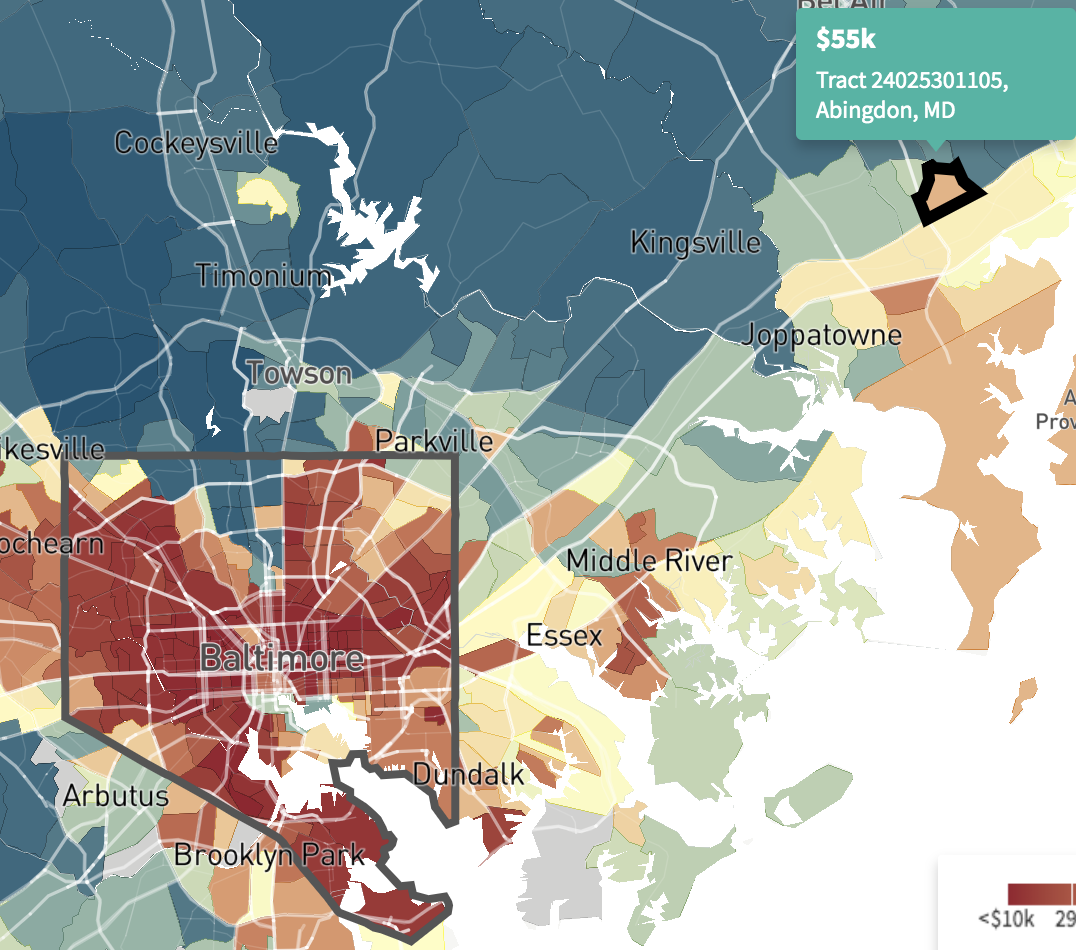 Bel Air
$55k
Tract 24025301105,
Abingdon, MD
Cockeysville
Kingsville
Timonium
Joppatowne
Towson
Parkville
ikesville
Prov
ochearn
Middle River
Essex
Baltimore
Dundalk
Arbutus
Brooklyn Park
<$10k 29